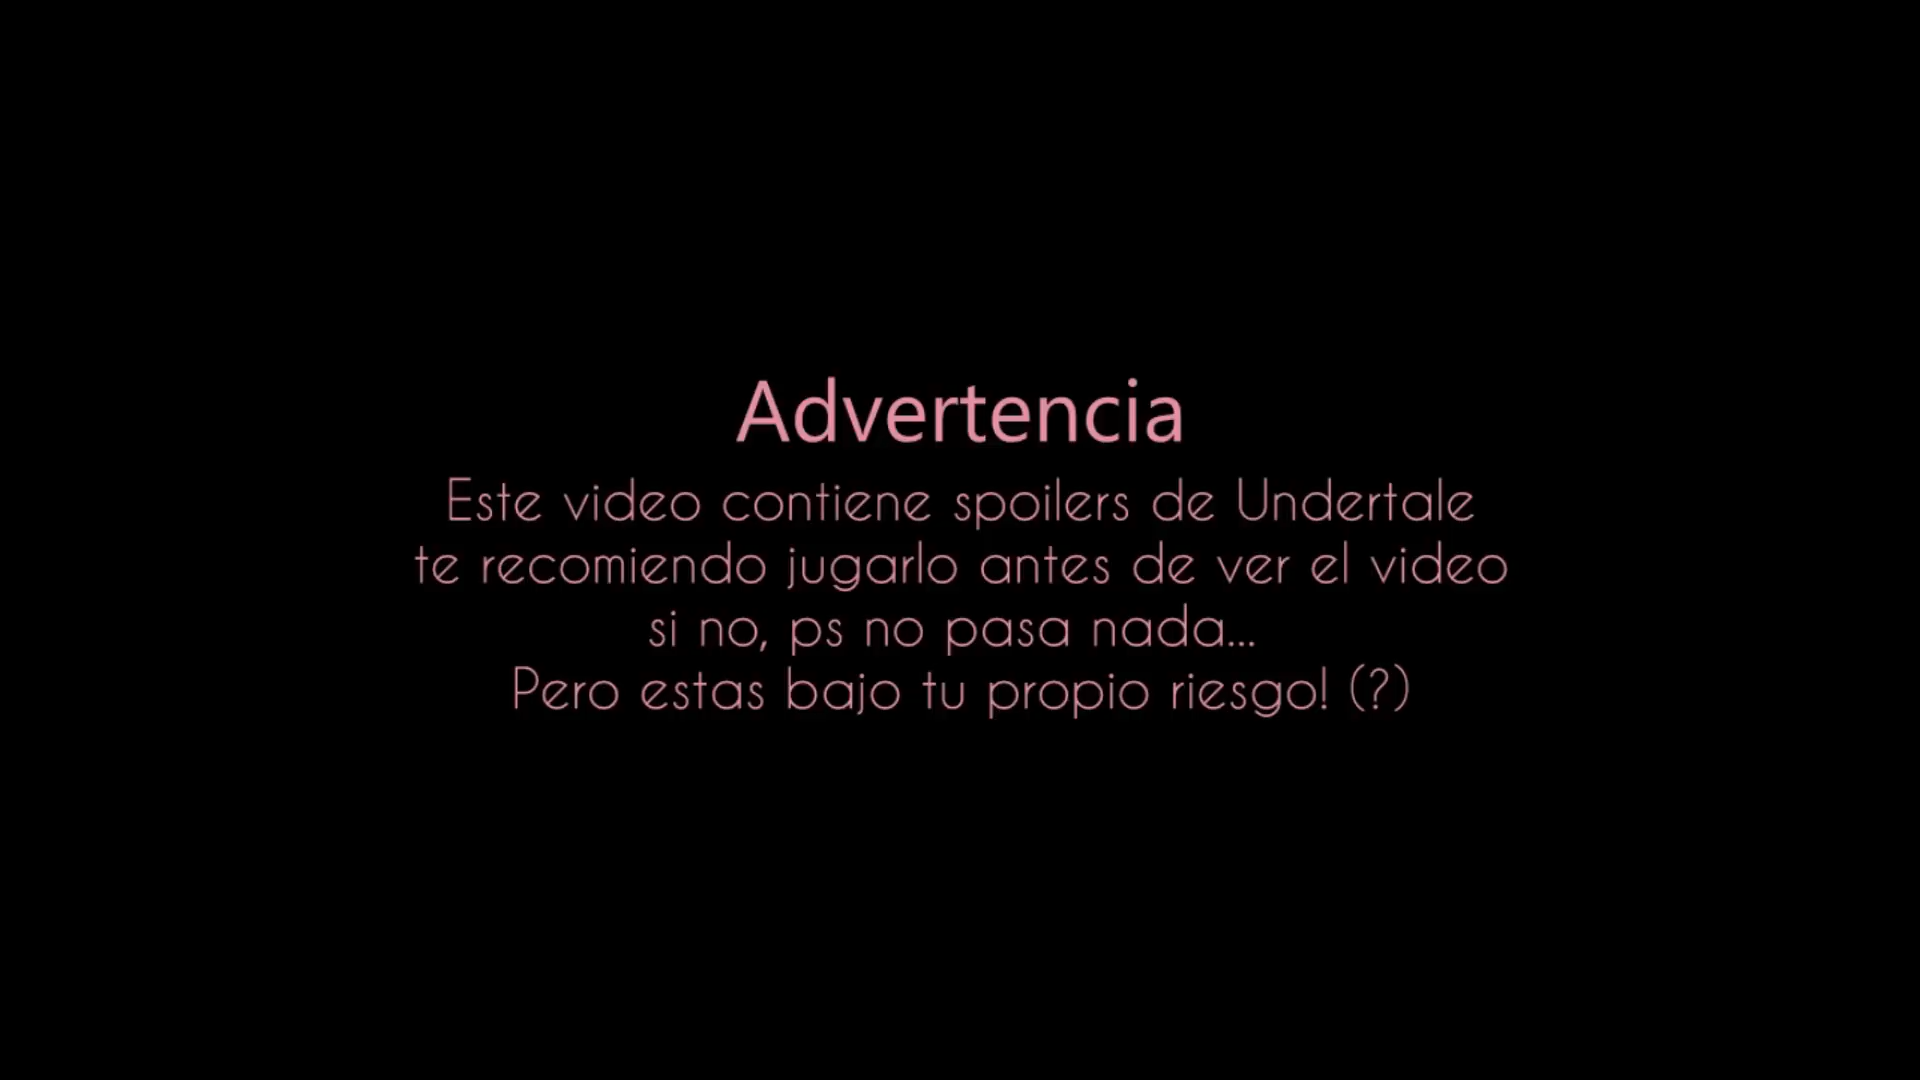 Advertencia
Este video contiene spoilers de Undertale
te recomiendo jugarlo antes de ver el video
si no, ps no pasa nada...
Pero estas bajo tu propio riesgo! (?)